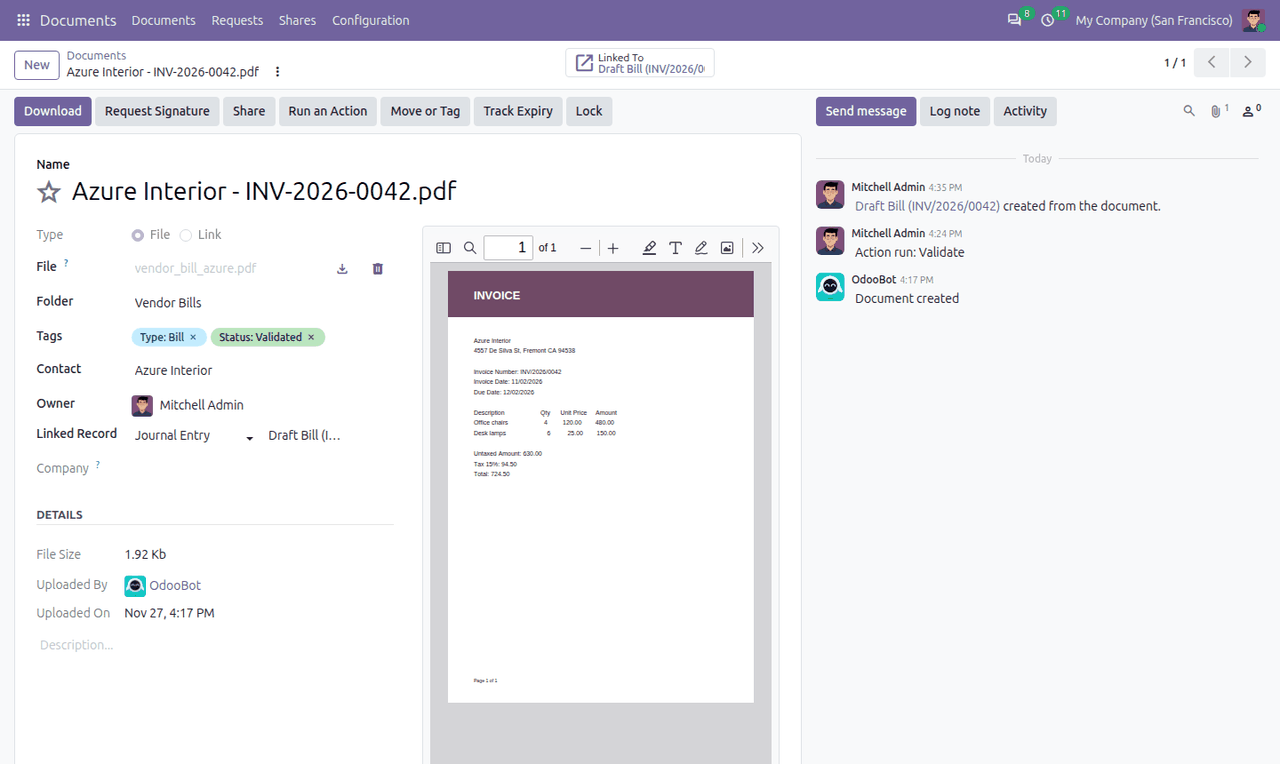 Documents Documents Requests Shares Configuration 8 11 My Company (San Francisco)
New Documents
Azure Interior - INV-2026-0042.pdf
Linked To
Draft Bill (INV/2026/0
1 / 1
Download Request Signature Share Run an Action Move or Tag Track Expiry Lock
Send message Log note Activity 1 0
Name
Azure Interior - INV-2026-0042.pdf
Type File Link
File ? vendor_bill_azure.pdf
Folder Vendor Bills
Tags Type: Bill × Status: Validated ×
Contact Azure Interior
Owner Mitchell Admin
Linked Record Journal Entry Draft Bill (I...
Company ?
DETAILS
File Size 1.92 Kb
Uploaded By OdooBot
Uploaded On Nov 27, 4:17 PM
Description...
1 of 1
INVOICE
Azure Interior
4557 De Silva St, Fremont CA 94538
Invoice Number: INV/2026/0042
Invoice Date: 11/02/2026
Due Date: 12/02/2026
Description Qty Unit Price Amount
Office chairs 4 120.00 480.00
Desk lamps 6 25.00 150.00
Untaxed Amount: 630.00
Tax 15%: 94.50
Total: 724.50
Page 1 of 1
Today
Mitchell Admin 4:35 PM
Draft Bill (INV/2026/0042) created from the document.
Mitchell Admin 4:24 PM
Action run: Validate
OdooBot 4:17 PM
Document created